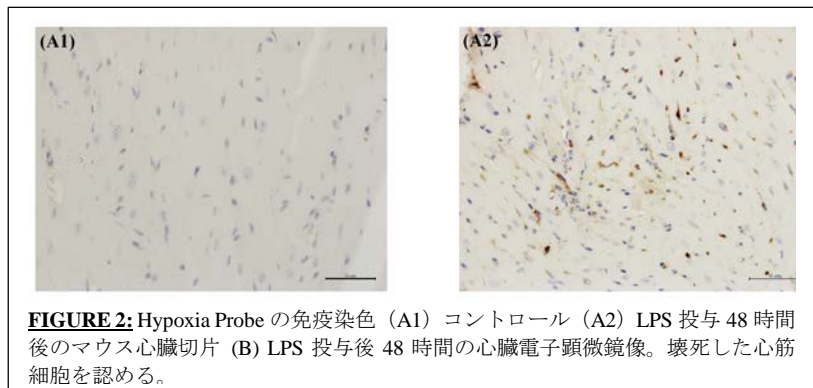 (A1) (A2)
FIGURE 2: Hypoxia Probe の免疫染色（A1）コントロール（A2）LPS 投与 48 時間
後のマウス心臓切片 (B) LPS 投与後 48 時間の心臓電子顕微鏡像。壊死した心筋
細胞を認める。